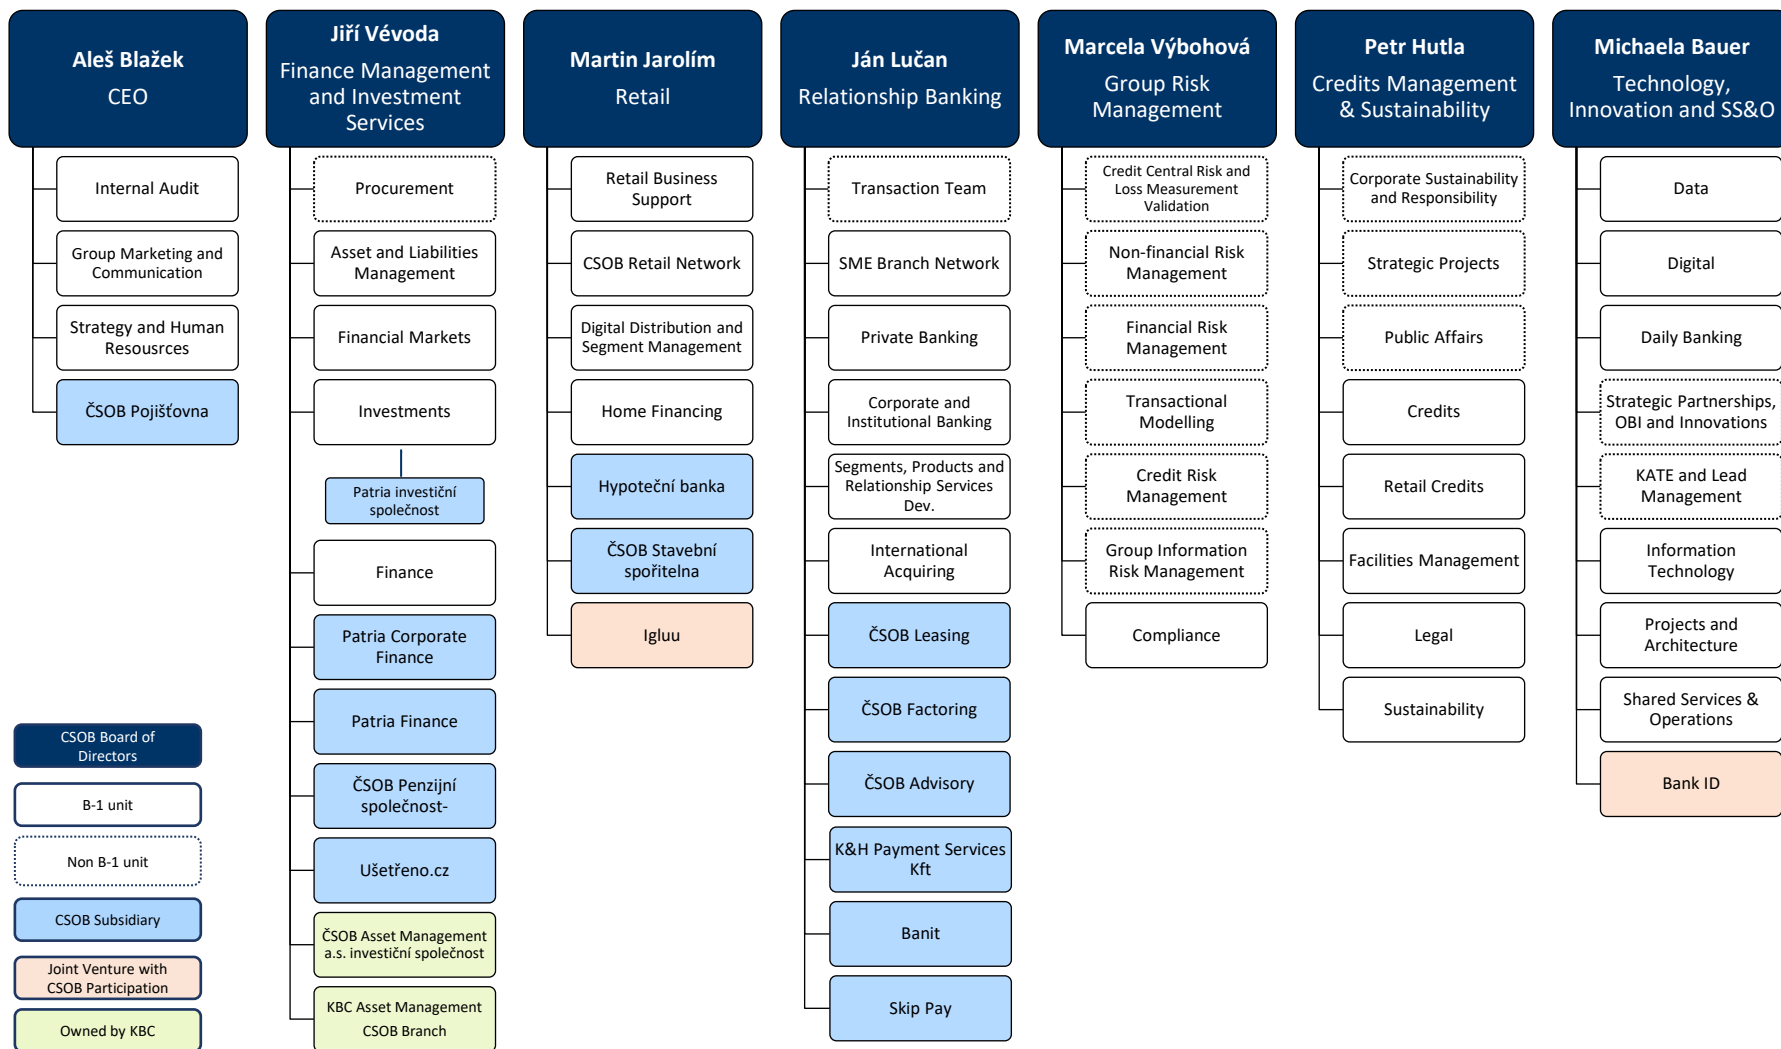 Aleš Blažek
CEO
Internal Audit
Group Marketing and
Communication
Strategy and Human
Resousrces
ČSOB Pojišťovna
Jiří Vévoda
Finance Management
and Investment
Services
Procurement
Asset and Liabilities
Management
Financial Markets
Investments
Patria investiční
společnost
Finance
Patria Corporate
Finance
Patria Finance
ČSOB Penzijní
společnost-
Ušetřeno.cz
ČSOB Asset Management
a.s. investiční společnost
KBC Asset Management
CSOB Branch
Martin Jarolím
Retail
Retail Business
Support
CSOB Retail Network
Digital Distribution and
Segment Management
Home Financing
Hypoteční banka
ČSOB Stavební
spořitelna
Igluu
Ján Lučan
Relationship Banking
Transaction Team
SME Branch Network
Private Banking
Corporate and
Institutional Banking
Segments, Products and
Relationship Services
Dev.
International
Acquiring
ČSOB Leasing
ČSOB Factoring
ČSOB Advisory
K&H Payment Services
Kft
Banit
Skip Pay
Marcela Výbohová
Group Risk
Management
Credit Central Risk and
Loss Measurement
Validation
Non-financial Risk
Management
Financial Risk
Management
Transactional
Modelling
Credit Risk
Management
Group Information
Risk Management
Compliance
Petr Hutla
Credits Management
& Sustainability
Corporate Sustainability
and Responsibility
Strategic Projects
Public Affairs
Credits
Retail Credits
Facilities Management
Legal
Sustainability
Michaela Bauer
Technology,
Innovation and SS&O
Data
Digital
Daily Banking
Strategic Partnerships,
OBI and Innovations
KATE and Lead
Management
Information
Technology
Projects and
Architecture
Shared Services &
Operations
Bank ID
CSOB Board of
Directors
B-1 unit
Non B-1 unit
CSOB Subsidiary
Joint Venture with
CSOB Participation
Owned by KBC